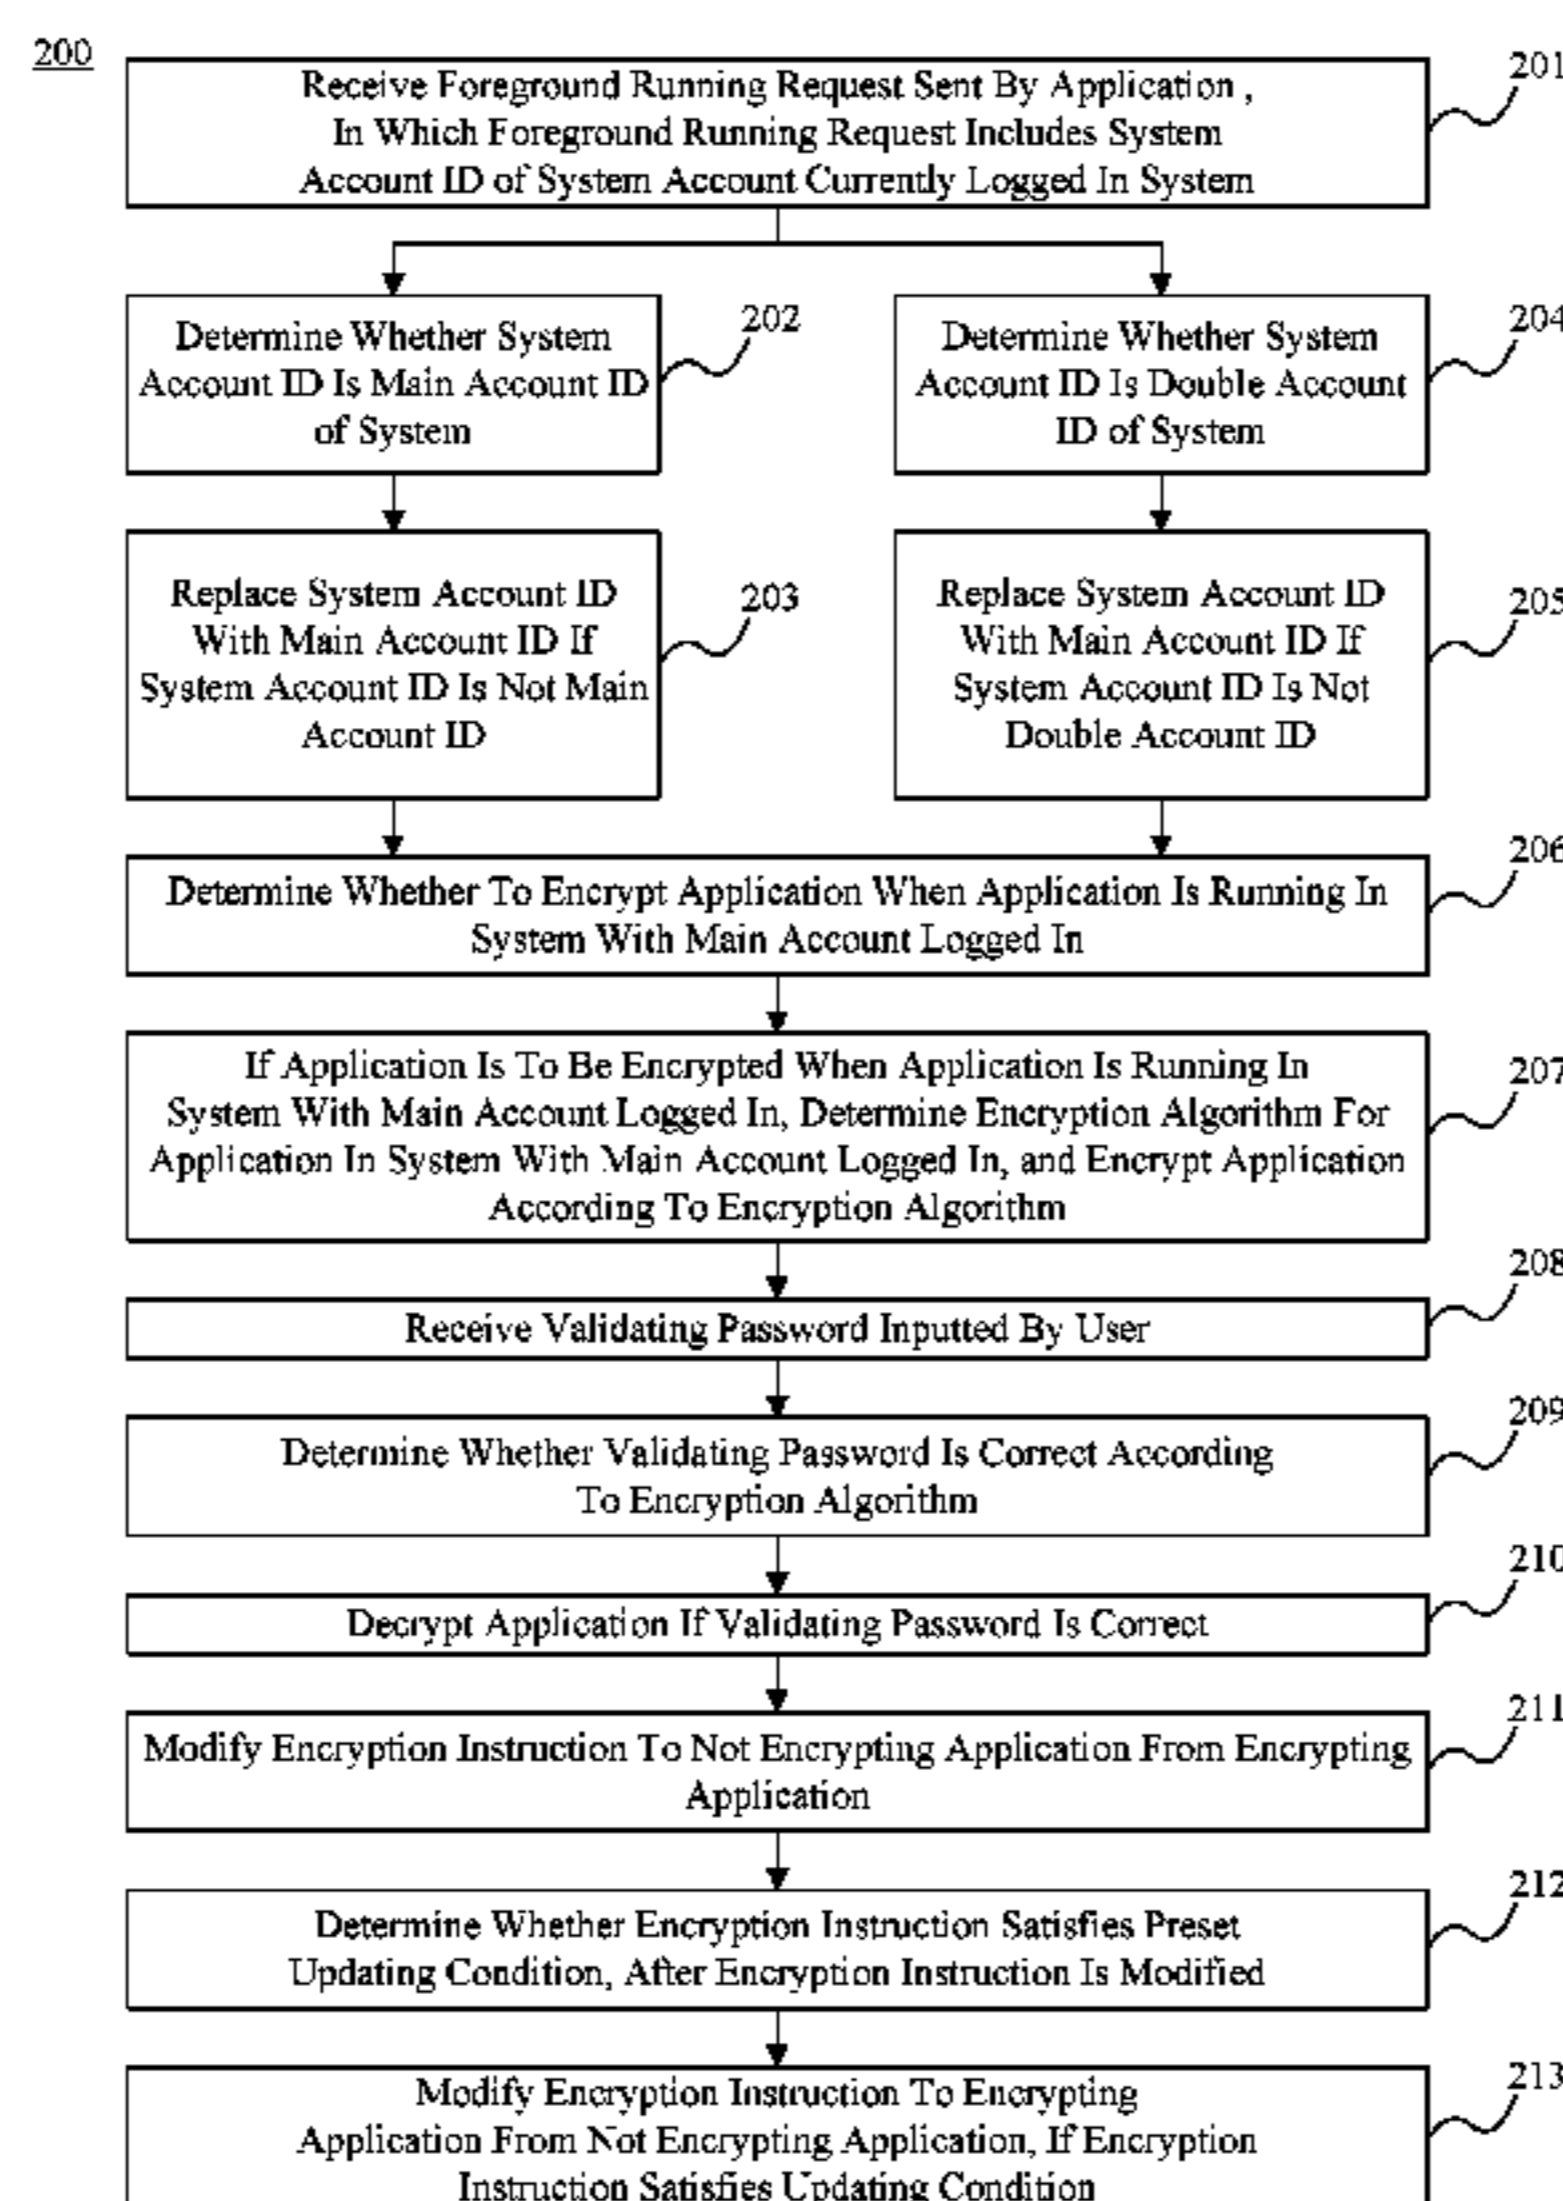 200
Receive Foreground Running Request Sent By Application ,
In Which Foreground Running Request Includes System
Account ID of System Account Currently Logged In System
201
Determine Whether System
Account ID Is Main Account ID
of System
202
Determine Whether System
Account ID Is Double Account
ID of System
204
Replace System Account ID
With Main Account ID If
System Account ID Is Not Main
Account ID
203
Replace System Account ID
With Main Account ID If
System Account ID Is Not
Double Account ID
205
Determine Whether To Encrypt Application When Application Is Running In
System With Main Account Logged In
206
If Application Is To Be Encrypted When Application Is Running In
System With Main Account Logged In, Determine Encryption Algorithm For
Application In System With Main Account Logged In, and Encrypt Application
According To Encryption Algorithm
207
Receive Validating Password Inputted By User
208
Determine Whether Validating Password Is Correct According
To Encryption Algorithm
209
Decrypt Application If Validating Password Is Correct
210
Modify Encryption Instruction To Not Encrypting Application From Encrypting
Application
211
Determine Whether Encryption Instruction Satisfies Preset
Updating Condition, After Encryption Instruction Is Modified
212
Modify Encryption Instruction To Encrypting
Application From Not Encrypting Application, If Encryption
Instruction Satisfies Updating Condition
213